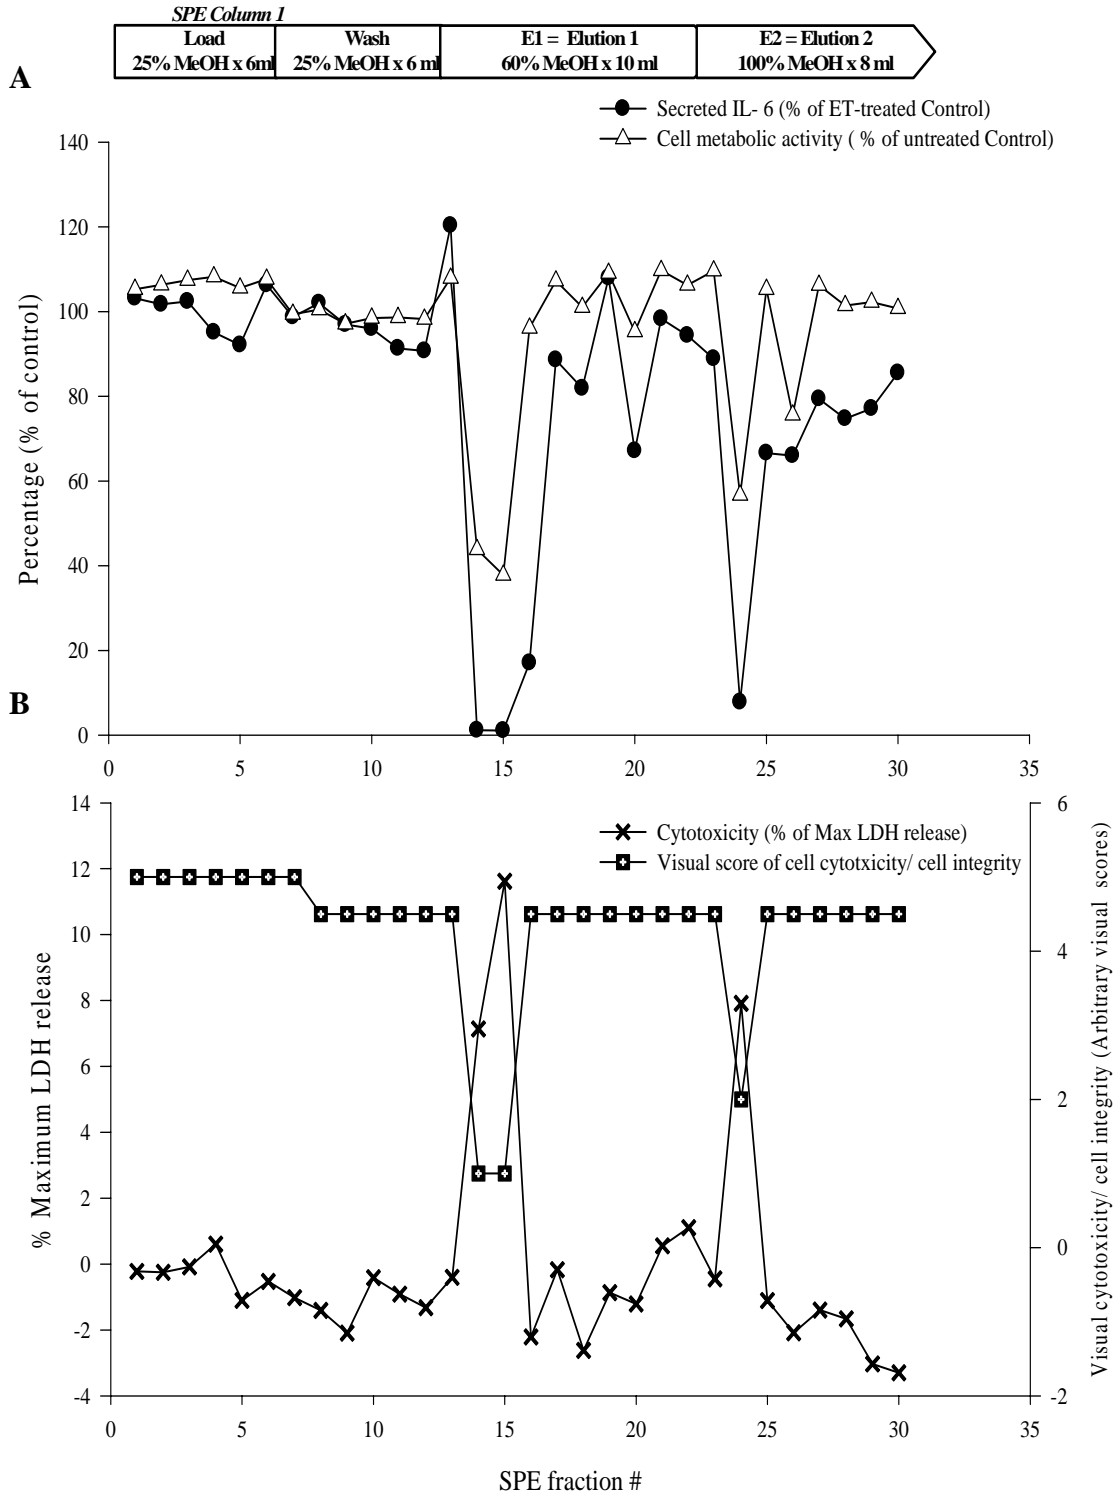 SPE Column 1
Load
25% MeOH x 6ml
Wash
25% MeOH x 6 ml
E1 = Elution 1
60% MeOH x 10 ml
E2 = Elution 2
100% MeOH x 8 ml
A
Secreted IL- 6 (% of ET-treated Control)
Cell metabolic activity ( % of untreated Control)
Percentage (% of control)
140
120
100
80
60
40
20
0
0 5 10 15 20 25 30 35
B
Cytotoxicity (% of Max LDH release)
Visual score of cell cytotxicity/ cell integrity
% Maximum LDH release
14
12
10
8
6
4
2
0
-2
-4
6
4
2
0
-2
Visual cytotoxicity/ cell integrity (Arbitrary visual scores)
0 5 10 15 20 25 30 35
SPE fraction #